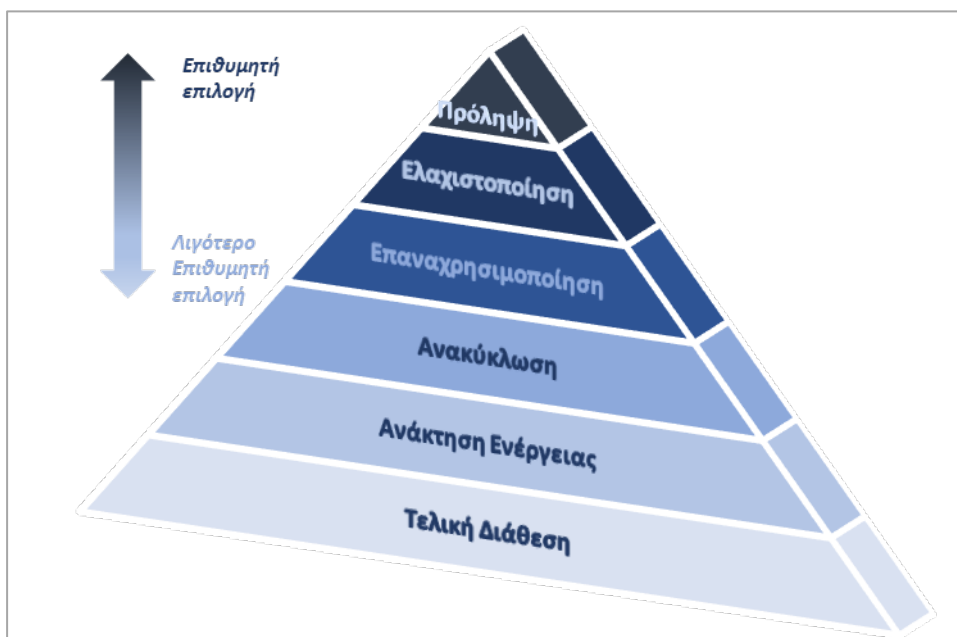 Επιθυμητή
επιλογή
Λιγότερο
Επιθυμητή
επιλογή
Πρόληψη
Ελαχιστοποίηση
Επαναχρησιμοποίηση
Ανακύκλωση
Ανάκτηση Ενέργειας
Τελική Διάθεση